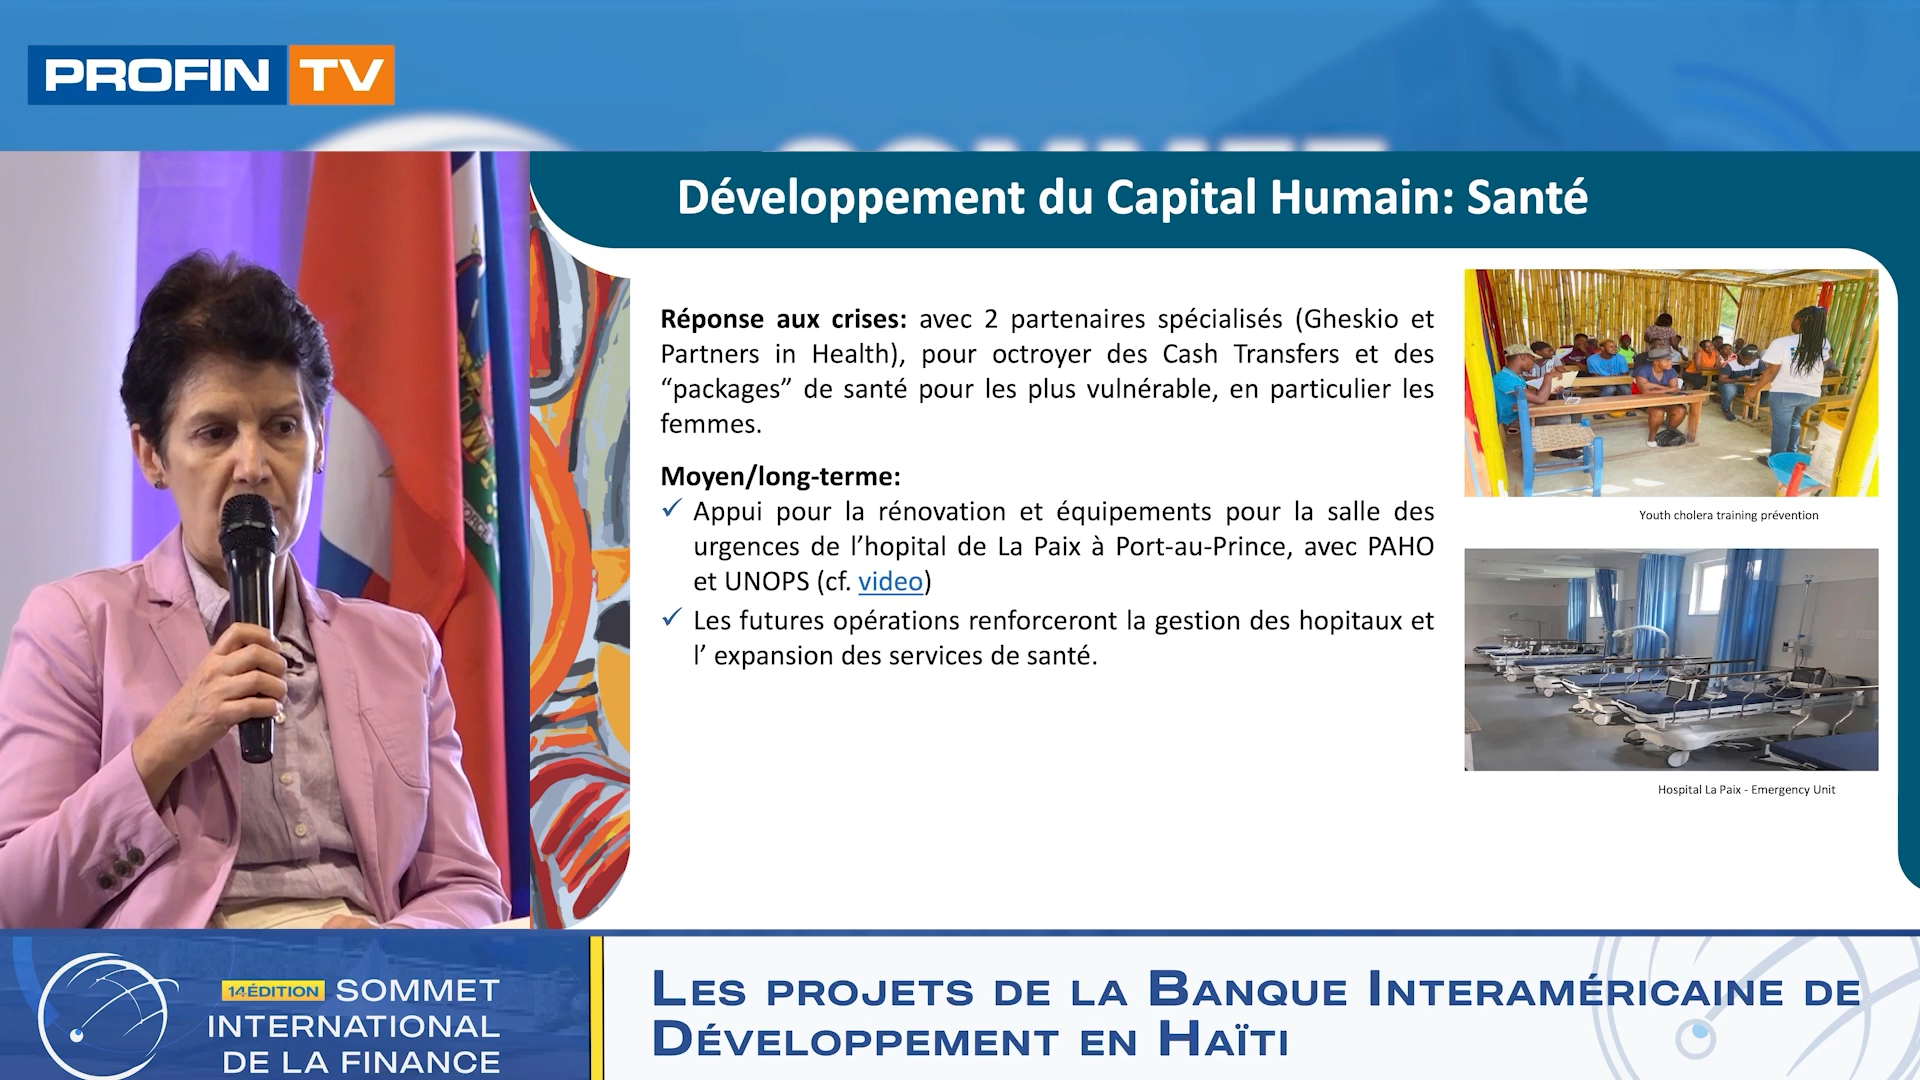 PROFIN TV
Développement du Capital Humain: Santé
Réponse aux crises: avec 2 partenaires spécialisés (Gheskio et
Partners in Health), pour octroyer des Cash Transfers et des
“packages” de santé pour les plus vulnérable, en particulier les
femmes.
Moyen/long-terme:
✓ Appui pour la rénovation et équipements pour la salle des
urgences de l’hopital de La Paix à Port-au-Prince, avec PAHO
et UNOPS (cf. video)
✓ Les futures opérations renforceront la gestion des hopitaux et
l’ expansion des services de santé.
Youth cholera training prévention
Hospital La Paix - Emergency Unit
14 ÉDITION SOMMET
INTERNATIONAL
DE LA FINANCE
LES PROJETS DE LA BANQUE INTERAMÉRICAINE DE
DÉVELOPPEMENT EN HAÏTI